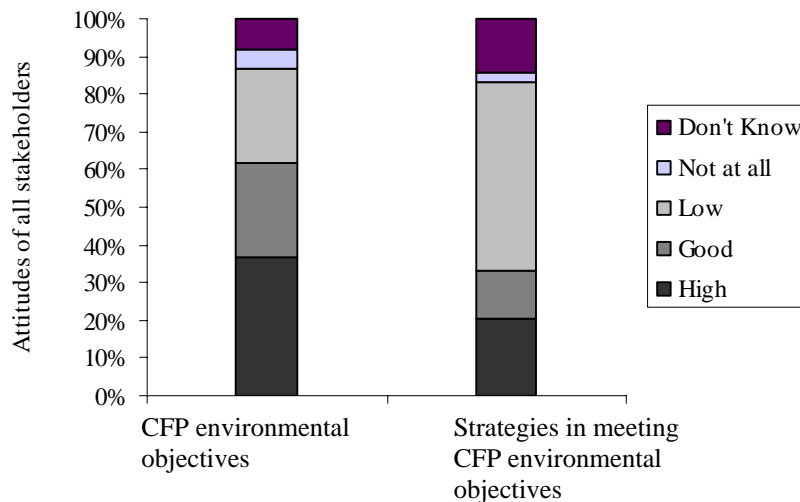 Attitudes of all stakeholders
100%
90%
80%
70%
60%
50%
40%
30%
20%
10%
0%
CFP environmental
objectives
Strategies in meeting
CFP environmental
objectives
Don't Know
Not at all
Low
Good
High